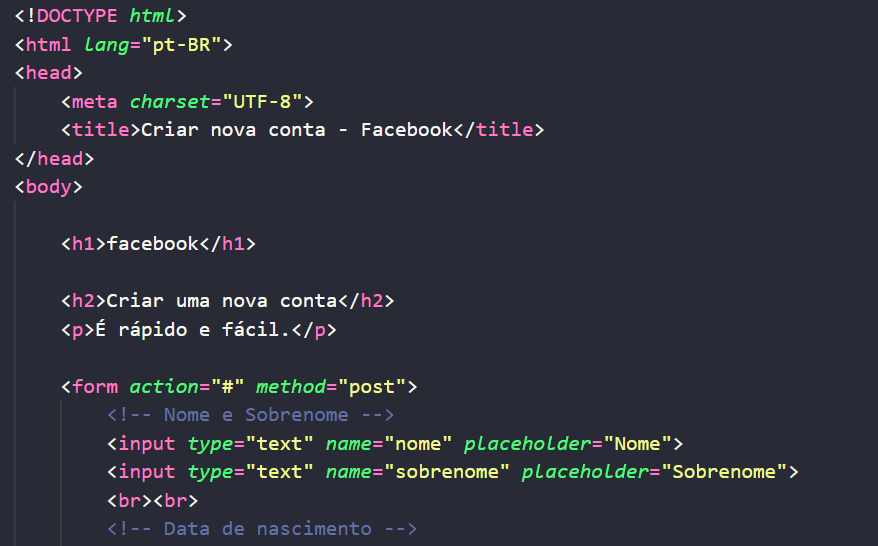 <!DOCTYPE html>
<html lang="pt-BR">
<head>
<meta charset="UTF-8">
<title>Criar nova conta - Facebook</title>
</head>
<body>
<h1>facebook</h1>
<h2>Criar uma nova conta</h2>
<p>É rápido e fácil.</p>
<form action="#" method="post">
<!-- Nome e Sobrenome -->
<input type="text" name="nome" placeholder="Nome">
<input type="text" name="sobrenome" placeholder="Sobrenome">
<br><br>
<!-- Data de nascimento -->